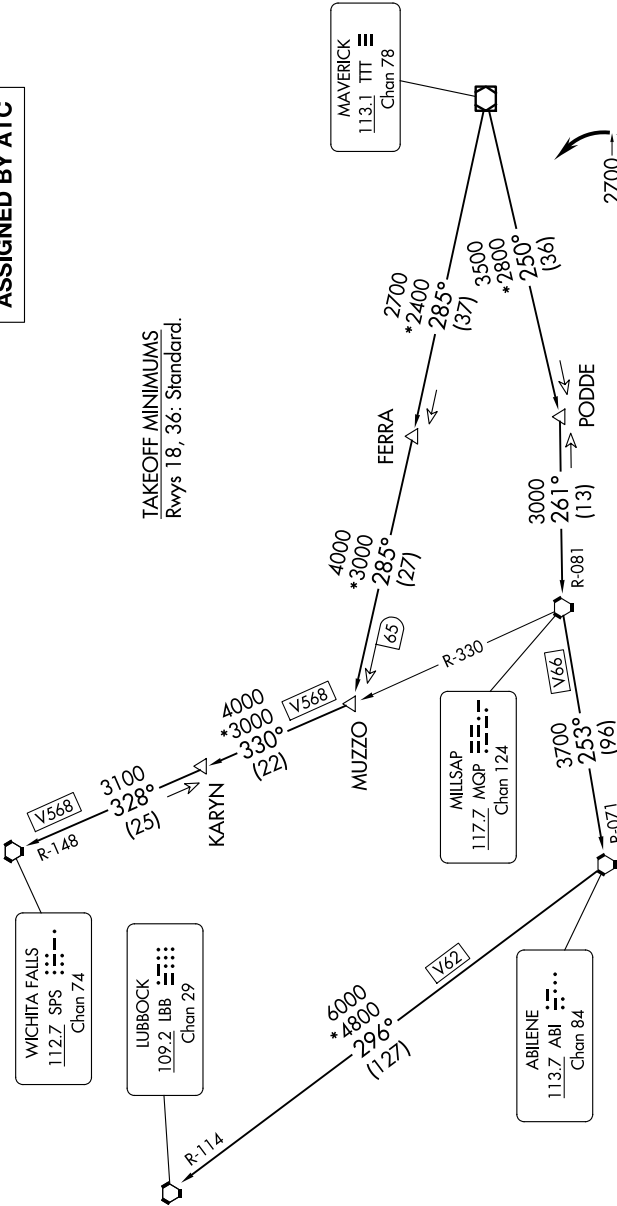 ASSIGNED BY ATC
MAVERICK
113.1 TTT
Chan 78
TAKEOFF MINIMUMS
Rwys 18, 36: Standard.
2700
*2400
285°
(37)
3500
*2800
250°
(36)
2700
FERRA
PODDE
4000
*3000
285°
(27)
3000
261°
(13)
R-081
65
R-330
MUZZO
V568
4000
*3000
330°
(22)
KARYN
V568
3100
328°
(25)
R-148
MILLSAP
117.7 MQP
Chan 124
V66
3700
253°
(96)
R-071
WICHITA FALLS
112.7 SPS
Chan 74
LUBBOCK
109.2 LBB
Chan 29
V62
6000
*4800
296°
(127)
R-114
ABILENE
113.7 ABI
Chan 84